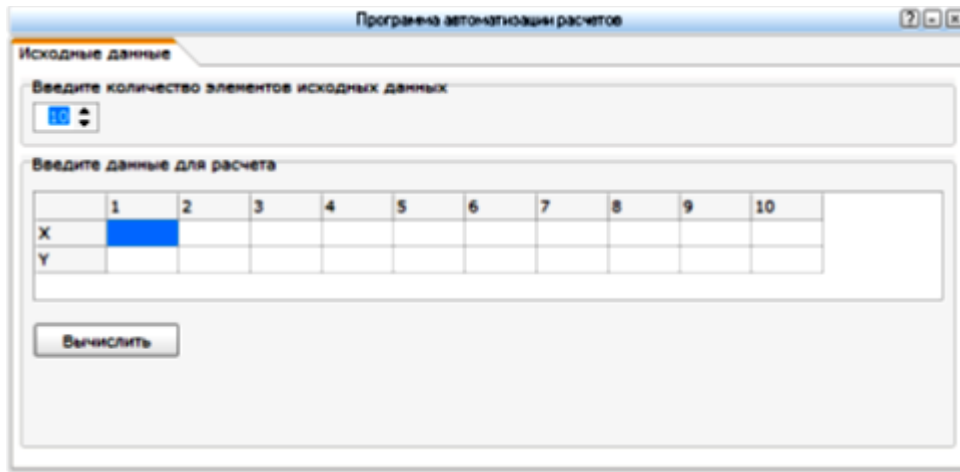 Программа автоматизации расчетов
Исходные данные
Введите количество элементов исходных данных
10
Введите данные для расчета
1 2 3 4 5 6 7 8 9 10
X
Y
Вычислить